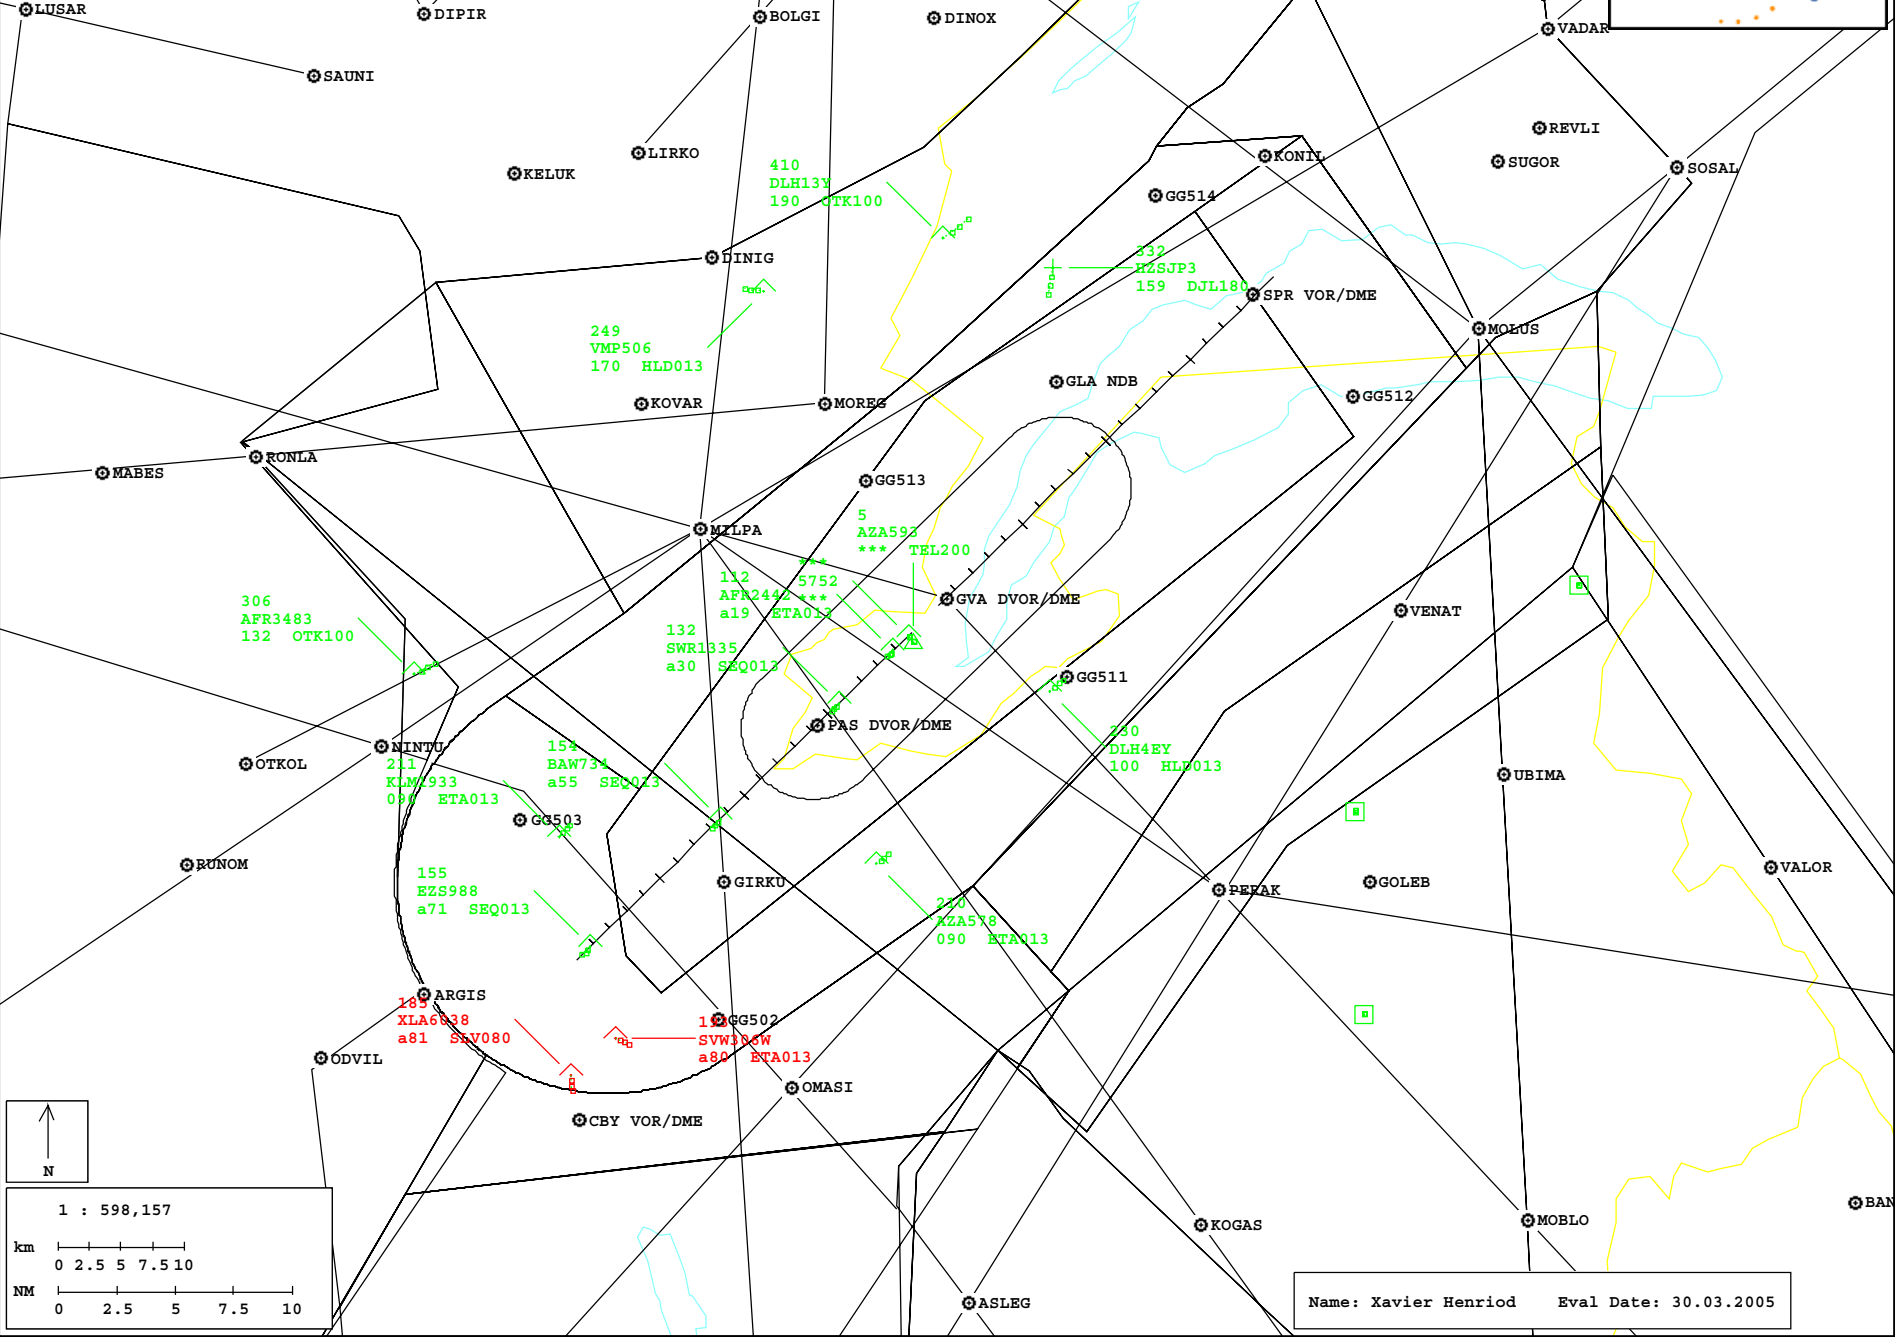 LUSAR
DIPIR
BOLGI
DINOX
VADAR
SAUNI
REVLI
LIRKO
KONIL
SUGOR
SOSAL
KELUK
410
DLH13Y
190 OTK100
GG514
DINIG
332
HZSJP3
159 DJL180
SPR VOR/DME
249
VMP506
170 HLD013
MOLUS
GLA NDB
GG512
KOVAR
MOREG
RONLA
MABES
GG513
MILPA
5
AZA593
*** TEL200
***
5752
***
112
AFR2442
a19 ETA013
GVA DVOR/DME
VENAT
306
AFR3483
132 OTK100
132
SWR1335
a30 SEQ013
GG511
PAS DVOR/DME
230
DLH4EY
100 HLD013
NINTU
OTKOL
211
KLM1933
090 ETA013
154
BAW734
a55 SEQ013
UBIMA
GG503
RUNOM
GIRKU
PERAK
GOLEB
VALOR
155
EZS988
a71 SEQ013
210
AZA578
090 ETA013
ARGIS
185
XLA6038
a81 SLV080
GG502
SVW306W
a80 ETA013
ODVIL
OMASI
CBY VOR/DME
N
KOGAS
MOBLO
BAN
ASLEG
1 : 598,157
km
0 2.5 5 7.5 10
NM
0 2.5 5 7.5 10
Name: Xavier Henriod Eval Date: 30.03.2005